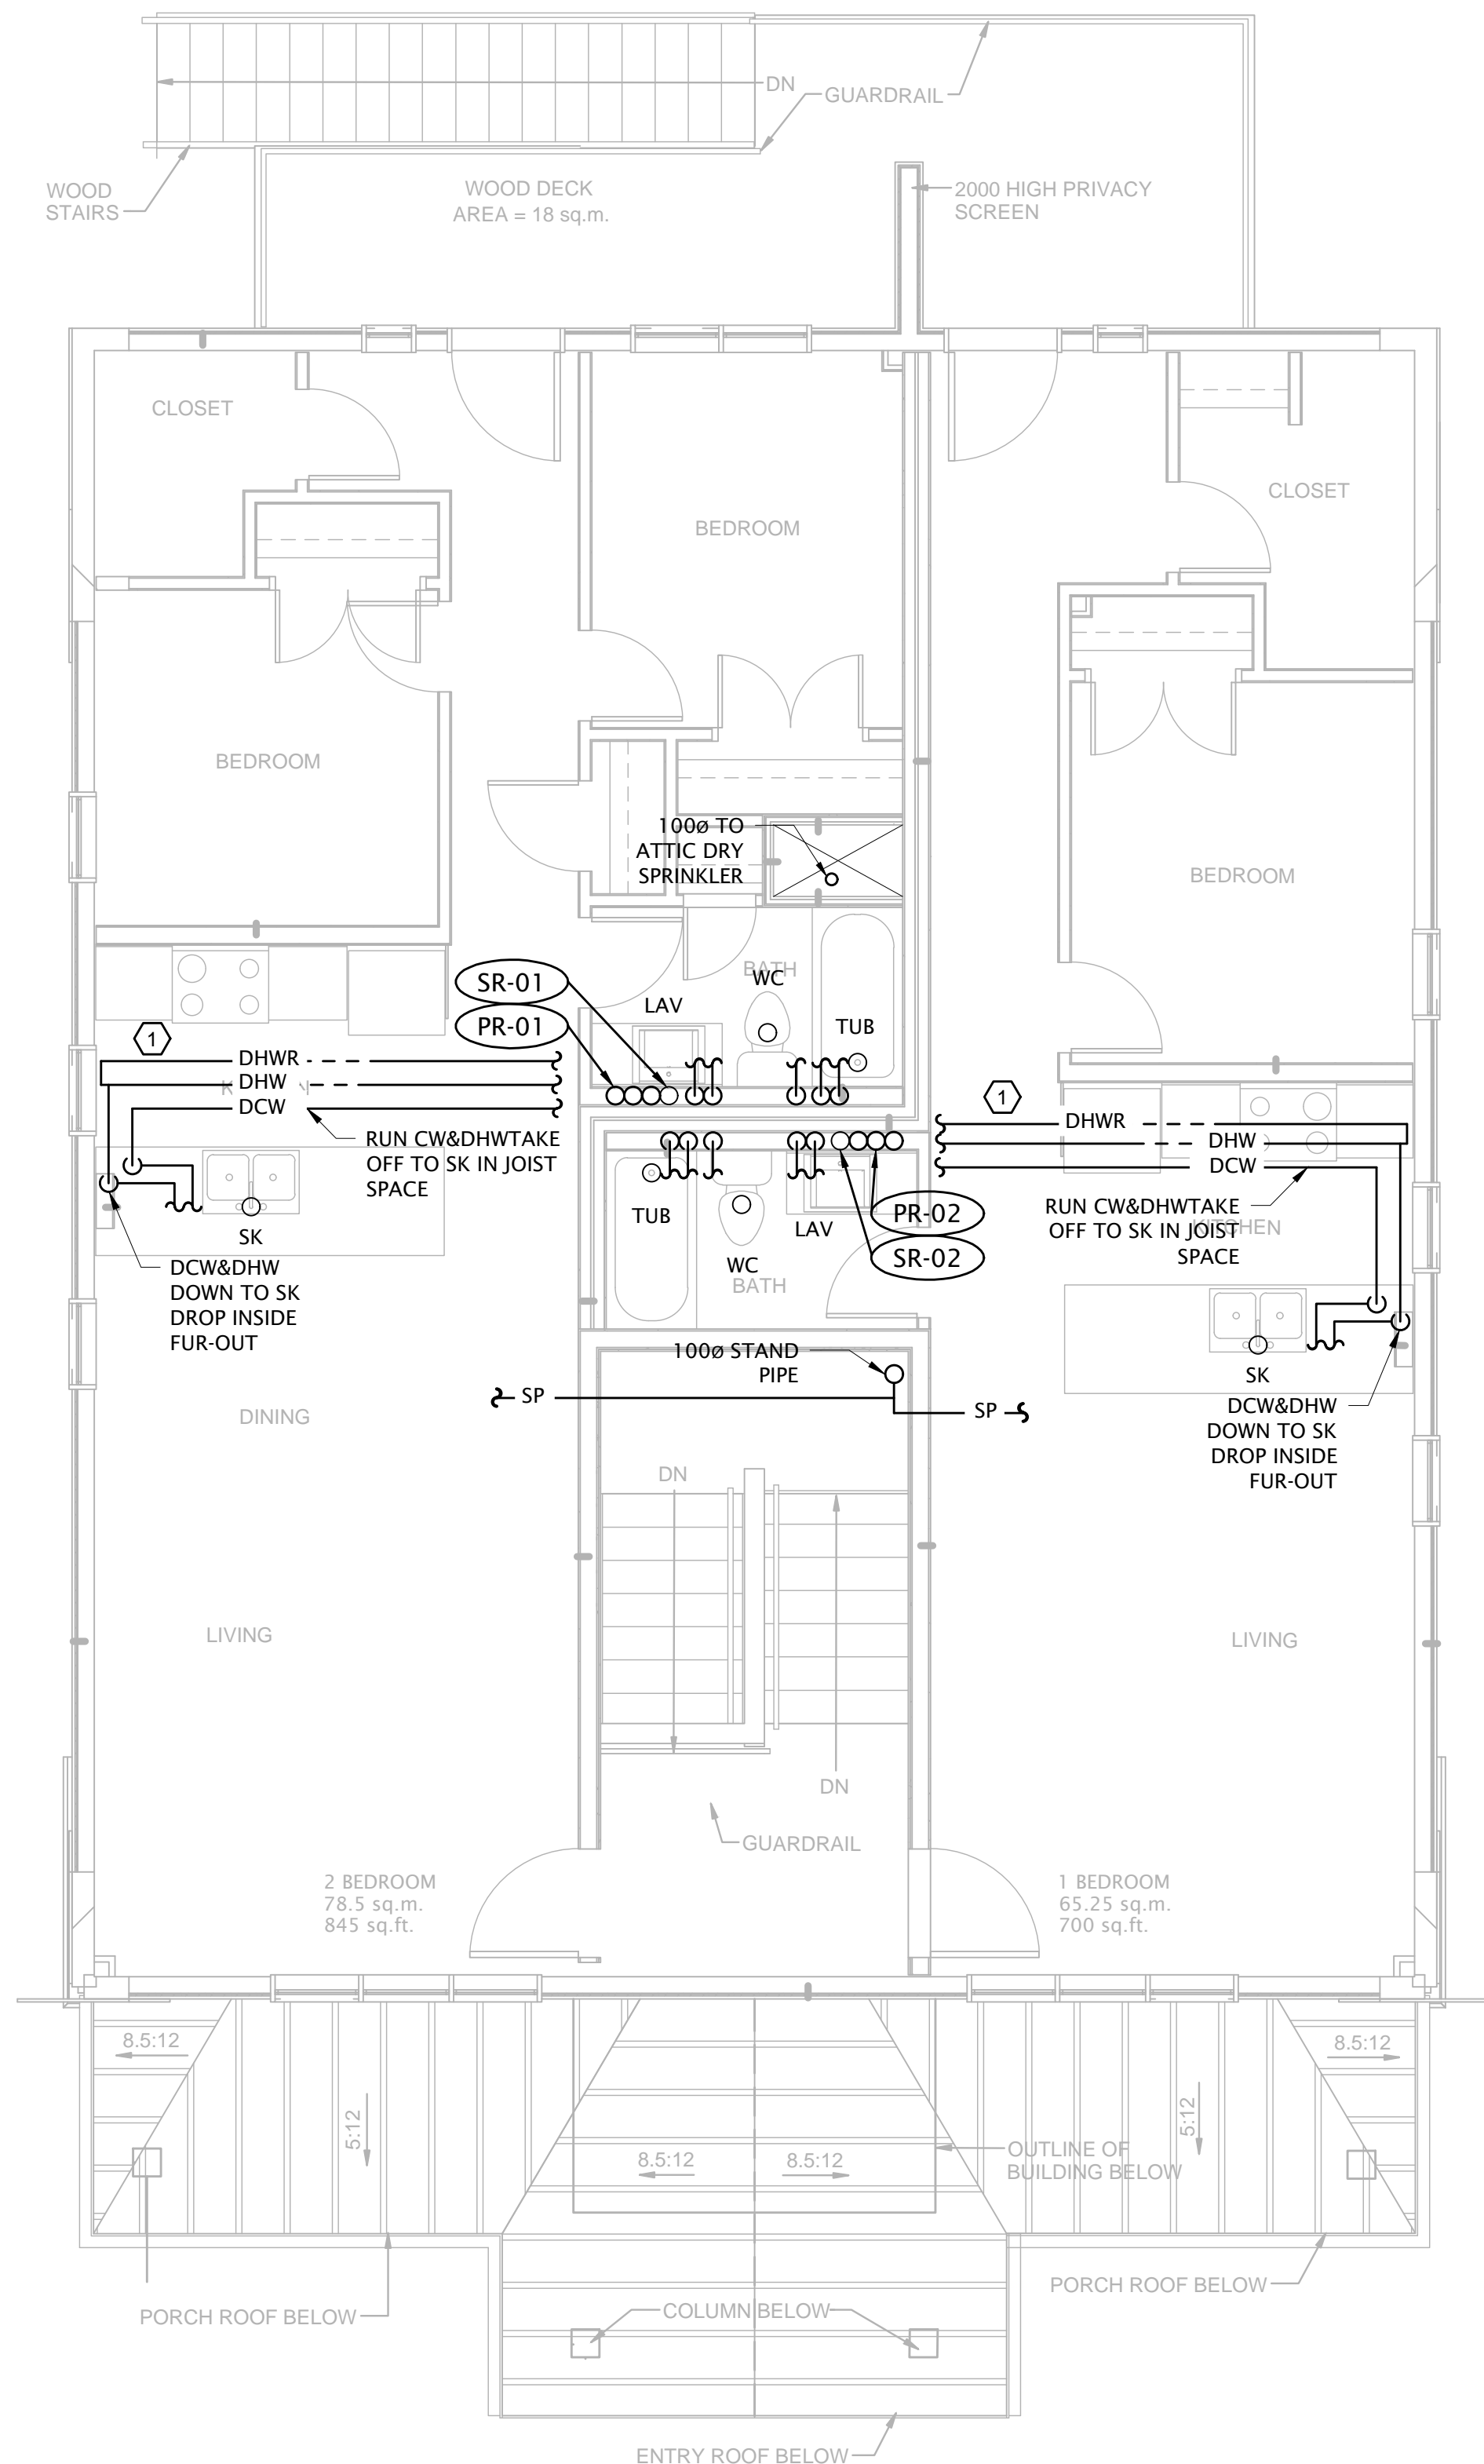 DN
GUARDRAIL
WOOD
STAIRS
WOOD DECK
AREA = 18 sq.m.
2000 HIGH PRIVACY
SCREEN
CLOSET
BEDROOM
CLOSET
BEDROOM
100ø TO
ATTIC DRY
SPRINKLER
BEDROOM
SR-01
PR-01
LAV
BATH
WC
TUB
1
DHWR
DHW
DCW
RUN CW&DHWTAKE
OFF TO SK IN JOIST
SPACE
SK
DCW&DHW
DOWN TO SK
DROP INSIDE
FUR-OUT
1
DHWR
DHW
DCW
RUN CW&DHWTAKE
OFF TO SK IN JOIST
SPACE
KITCHEN
TUB
WC
BATH
LAV
PR-02
SR-02
SK
DCW&DHW
DOWN TO SK
DROP INSIDE
FUR-OUT
100ø STAND
PIPE
SP
SP
DINING
DN
LIVING
LIVING
DN
GUARDRAIL
2 BEDROOM
78.5 sq.m.
845 sq.ft.
1 BEDROOM
65.25 sq.m.
700 sq.ft.
8.5:12
5:12
8.5:12
8.5:12
5:12
8.5:12
OUTLINE OF
BUILDING BELOW
PORCH ROOF BELOW
COLUMN BELOW
PORCH ROOF BELOW
ENTRY ROOF BELOW